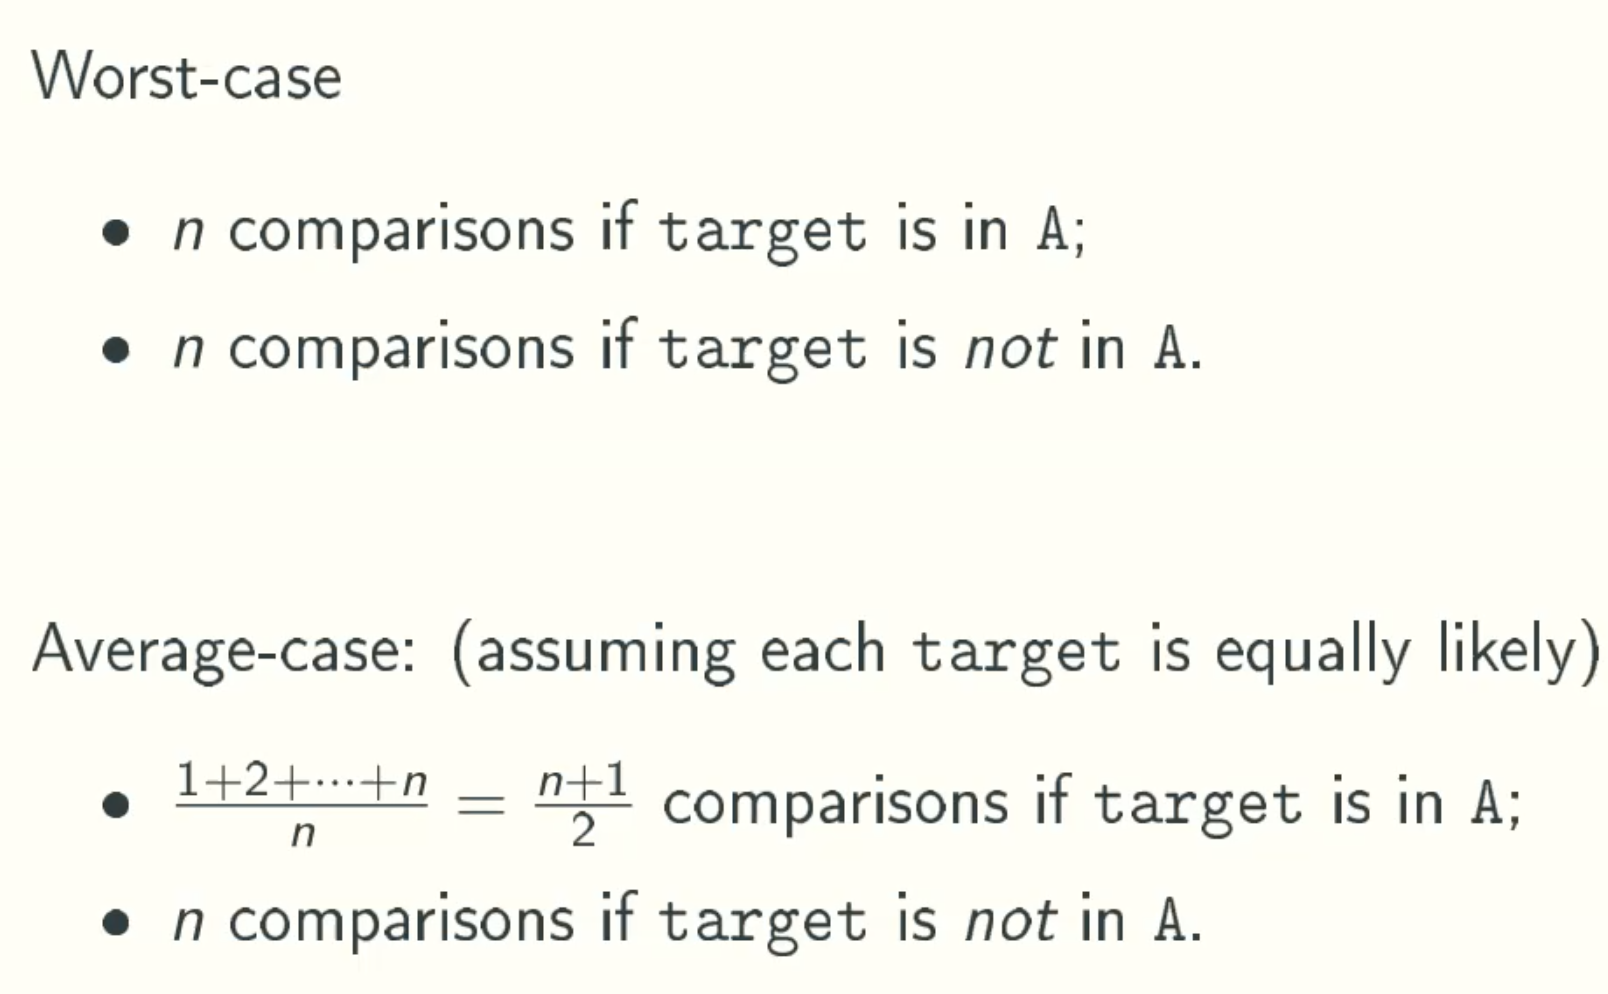 Worst-case
• n comparisons if target is in A;
• n comparisons if target is not in A.
Average-case: (assuming each target is equally likely)
• \frac{1+2+\cdots+n}{n} = \frac{n+1}{2} comparisons if target is in A;
• n comparisons if target is not in A.